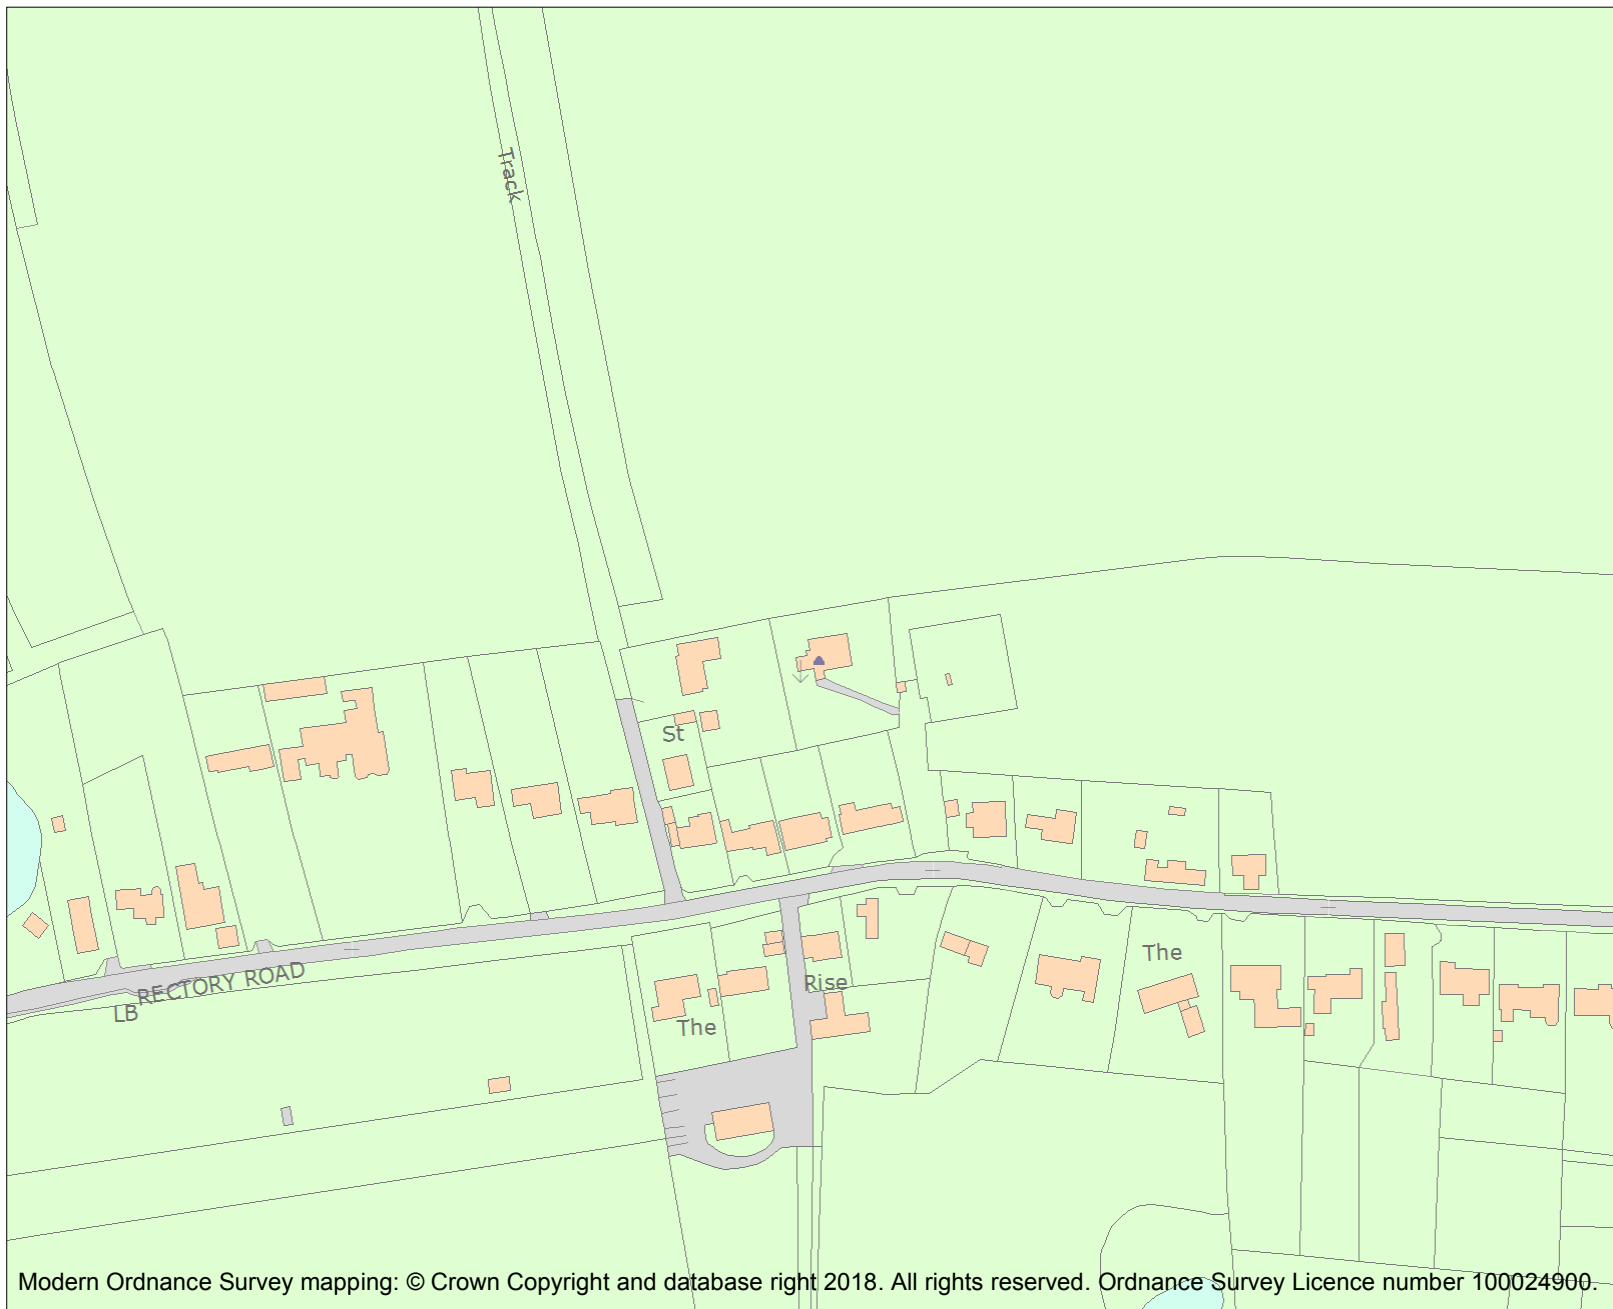 Track
St
The
RECTORY ROAD
Rise
LB
The
Modern Ordnance Survey mapping: © Crown Copyright and database right 2018. All rights reserved. Ordnance Survey Licence number 100024900.